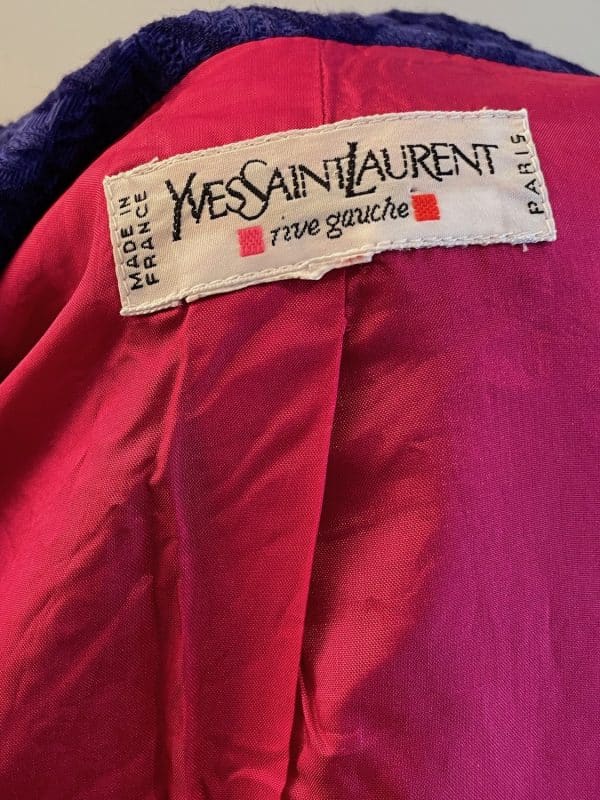 MADE IN
FRANCE
YVESSAINTLAURENT
rive gauche
PARIS